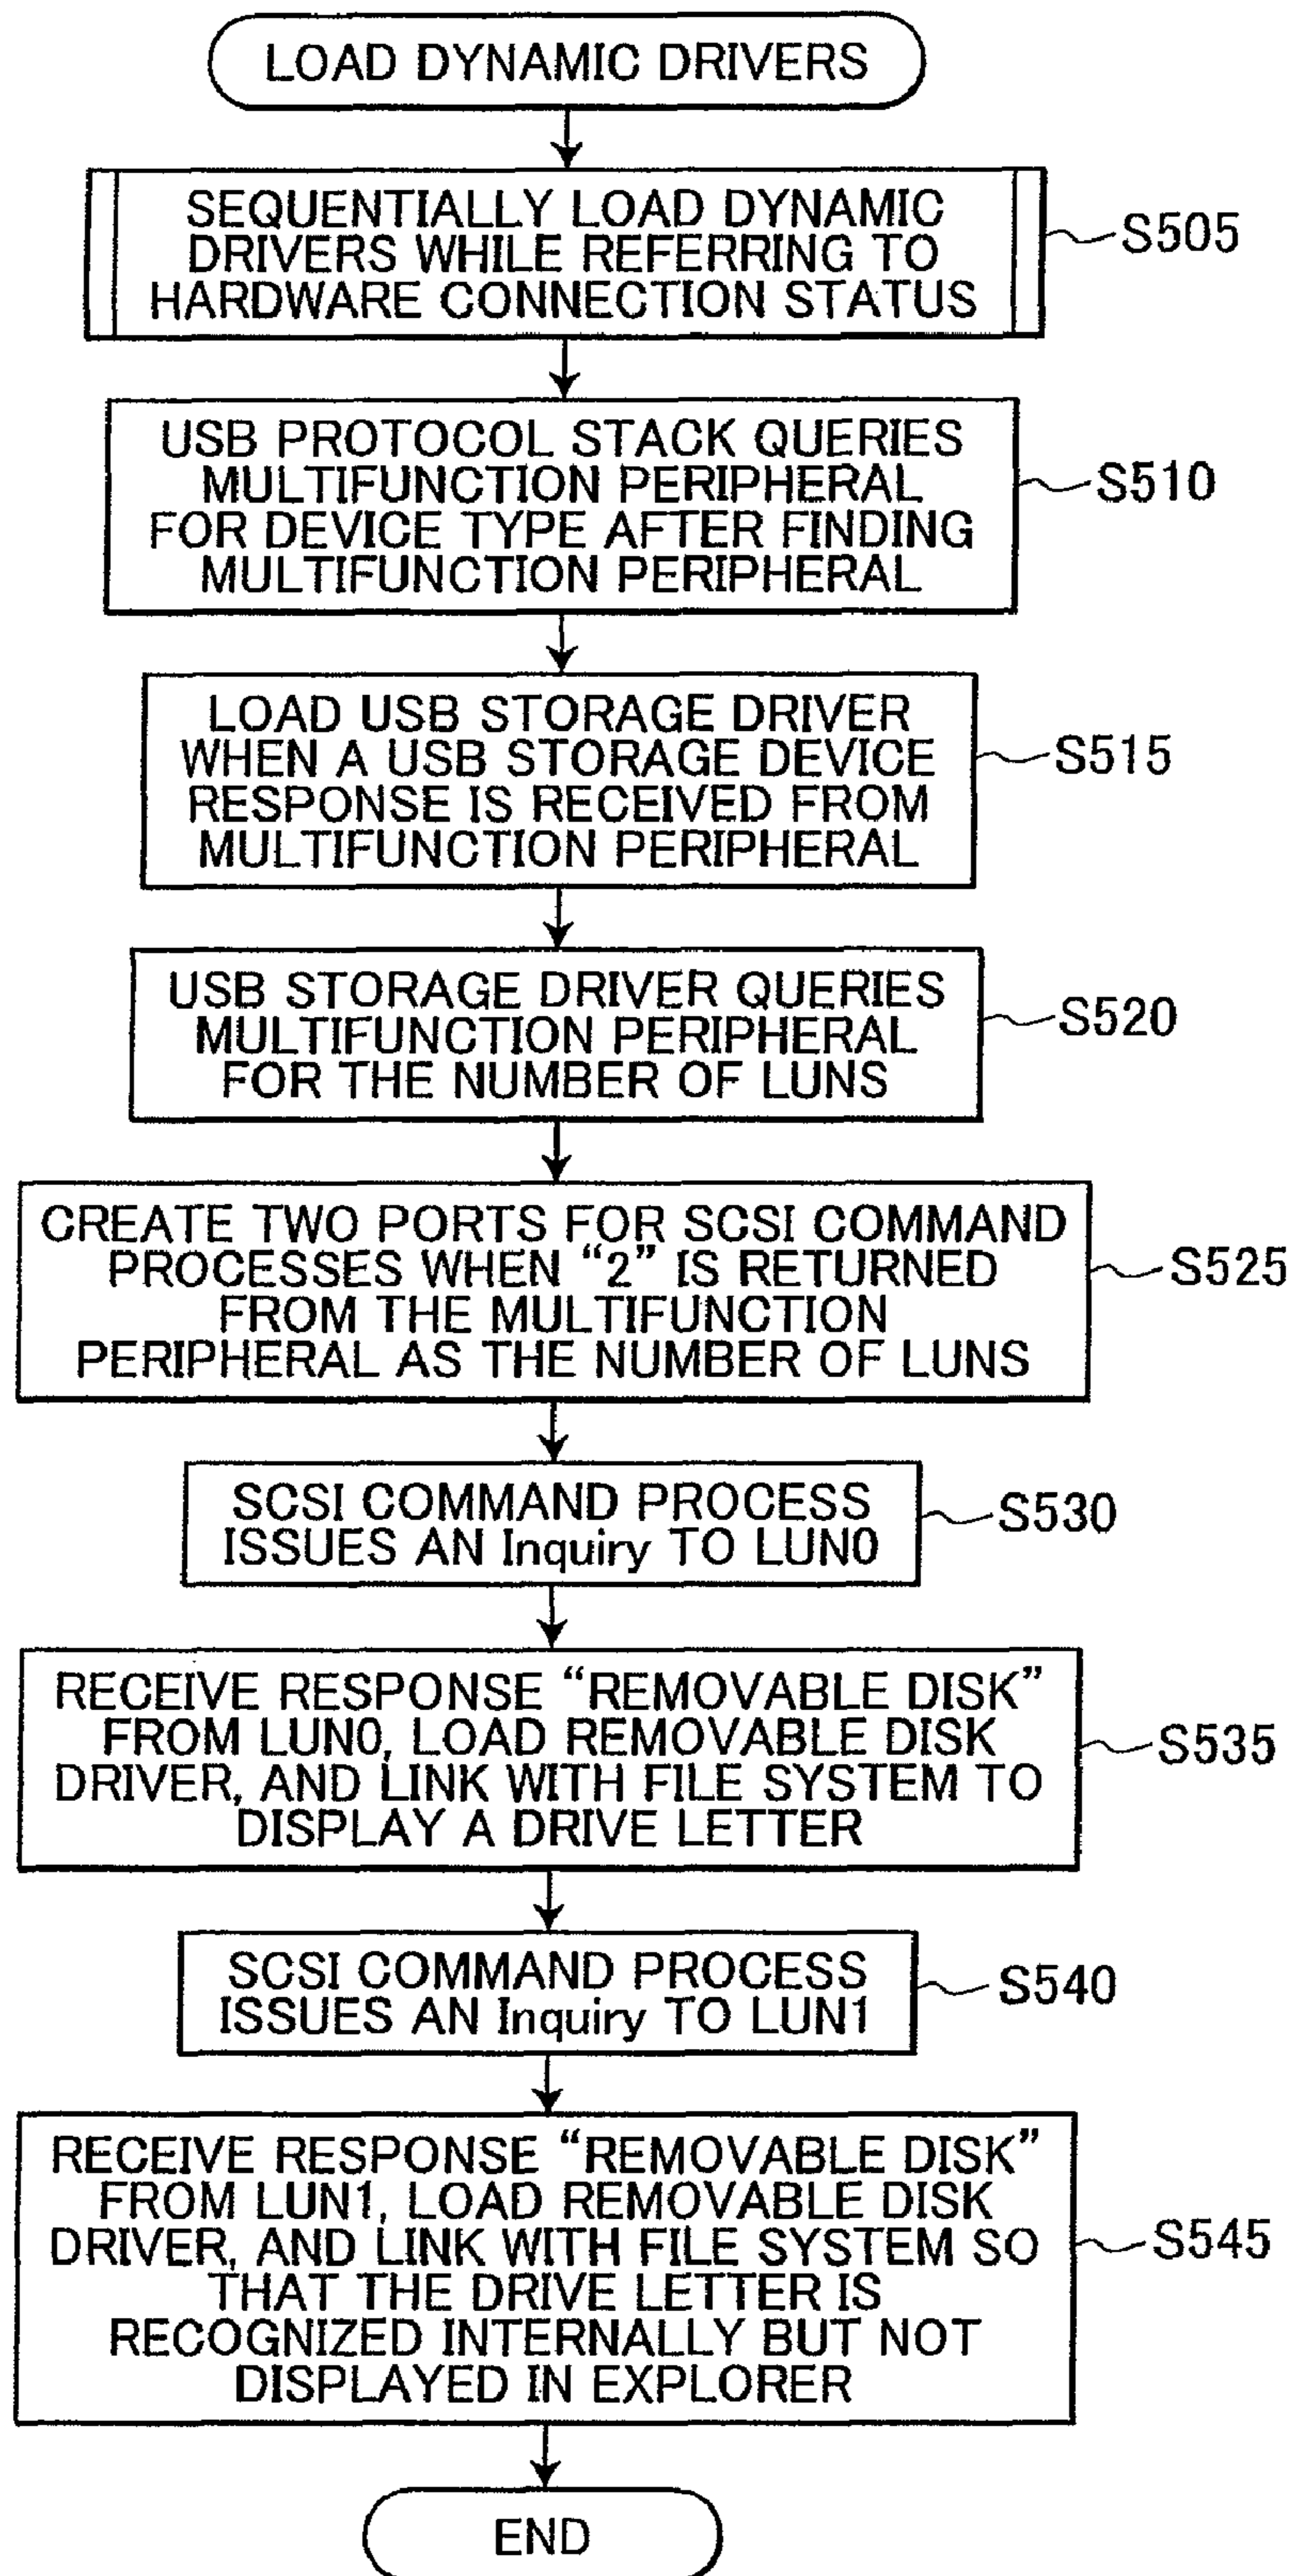 LOAD DYNAMIC DRIVERS
SEQUENTIALLY LOAD DYNAMIC
DRIVERS WHILE REFERRING TO
HARDWARE CONNECTION STATUS
S505
USB PROTOCOL STACK QUERIES
MULTIFUNCTION PERIPHERAL
FOR DEVICE TYPE AFTER FINDING
MULTIFUNCTION PERIPHERAL
S510
LOAD USB STORAGE DRIVER
WHEN A USB STORAGE DEVICE
RESPONSE IS RECEIVED FROM
MULTIFUNCTION PERIPHERAL
S515
USB STORAGE DRIVER QUERIES
MULTIFUNCTION PERIPHERAL
FOR THE NUMBER OF LUNS
S520
CREATE TWO PORTS FOR SCSI COMMAND
PROCESSES WHEN “2” IS RETURNED
FROM THE MULTIFUNCTION
PERIPHERAL AS THE NUMBER OF LUNS
S525
SCSI COMMAND PROCESS
ISSUES AN Inquiry TO LUN0
S530
RECEIVE RESPONSE “REMOVABLE DISK”
FROM LUN0, LOAD REMOVABLE DISK
DRIVER, AND LINK WITH FILE SYSTEM TO
DISPLAY A DRIVE LETTER
S535
SCSI COMMAND PROCESS
ISSUES AN Inquiry TO LUN1
S540
RECEIVE RESPONSE “REMOVABLE DISK”
FROM LUN1, LOAD REMOVABLE DISK
DRIVER, AND LINK WITH FILE SYSTEM SO
THAT THE DRIVE LETTER IS
RECOGNIZED INTERNALLY BUT NOT
DISPLAYED IN EXPLORER
S545
END